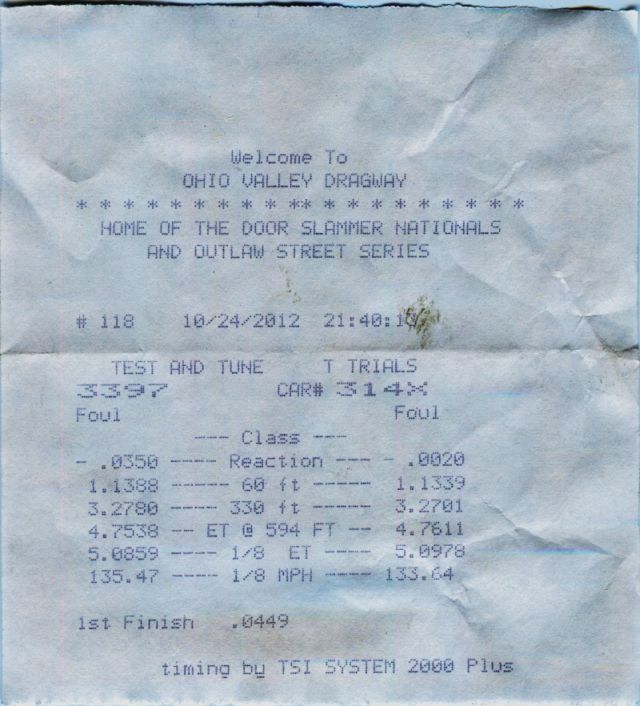 Welcome To
OHIO VALLEY DRAGWAY
* * * * * * * * * ** * * * * * * * * *
HOME OF THE DOOR SLAMMER NATIONALS
AND OUTLAW STREET SERIES
# 118 10/24/2012
TEST AND TUNE T TRIALS
3397 CAR# 314X
Foul Foul
--- Class ---
- .0350 ---- Reaction --- - .0020
1.1388 ---- 60 ft ---- 1.1339
3.2780 ---- 330 ft ---- 3.2701
4.7538 -- ET @ 594 FT -- 4.7611
5.0859 ---- 1/8 ET ---- 5.0978
135.47 ---- 1/8 MPH ---- 133.64
1st Finish .0449
timing by TSI SYSTEM 2000 Plus